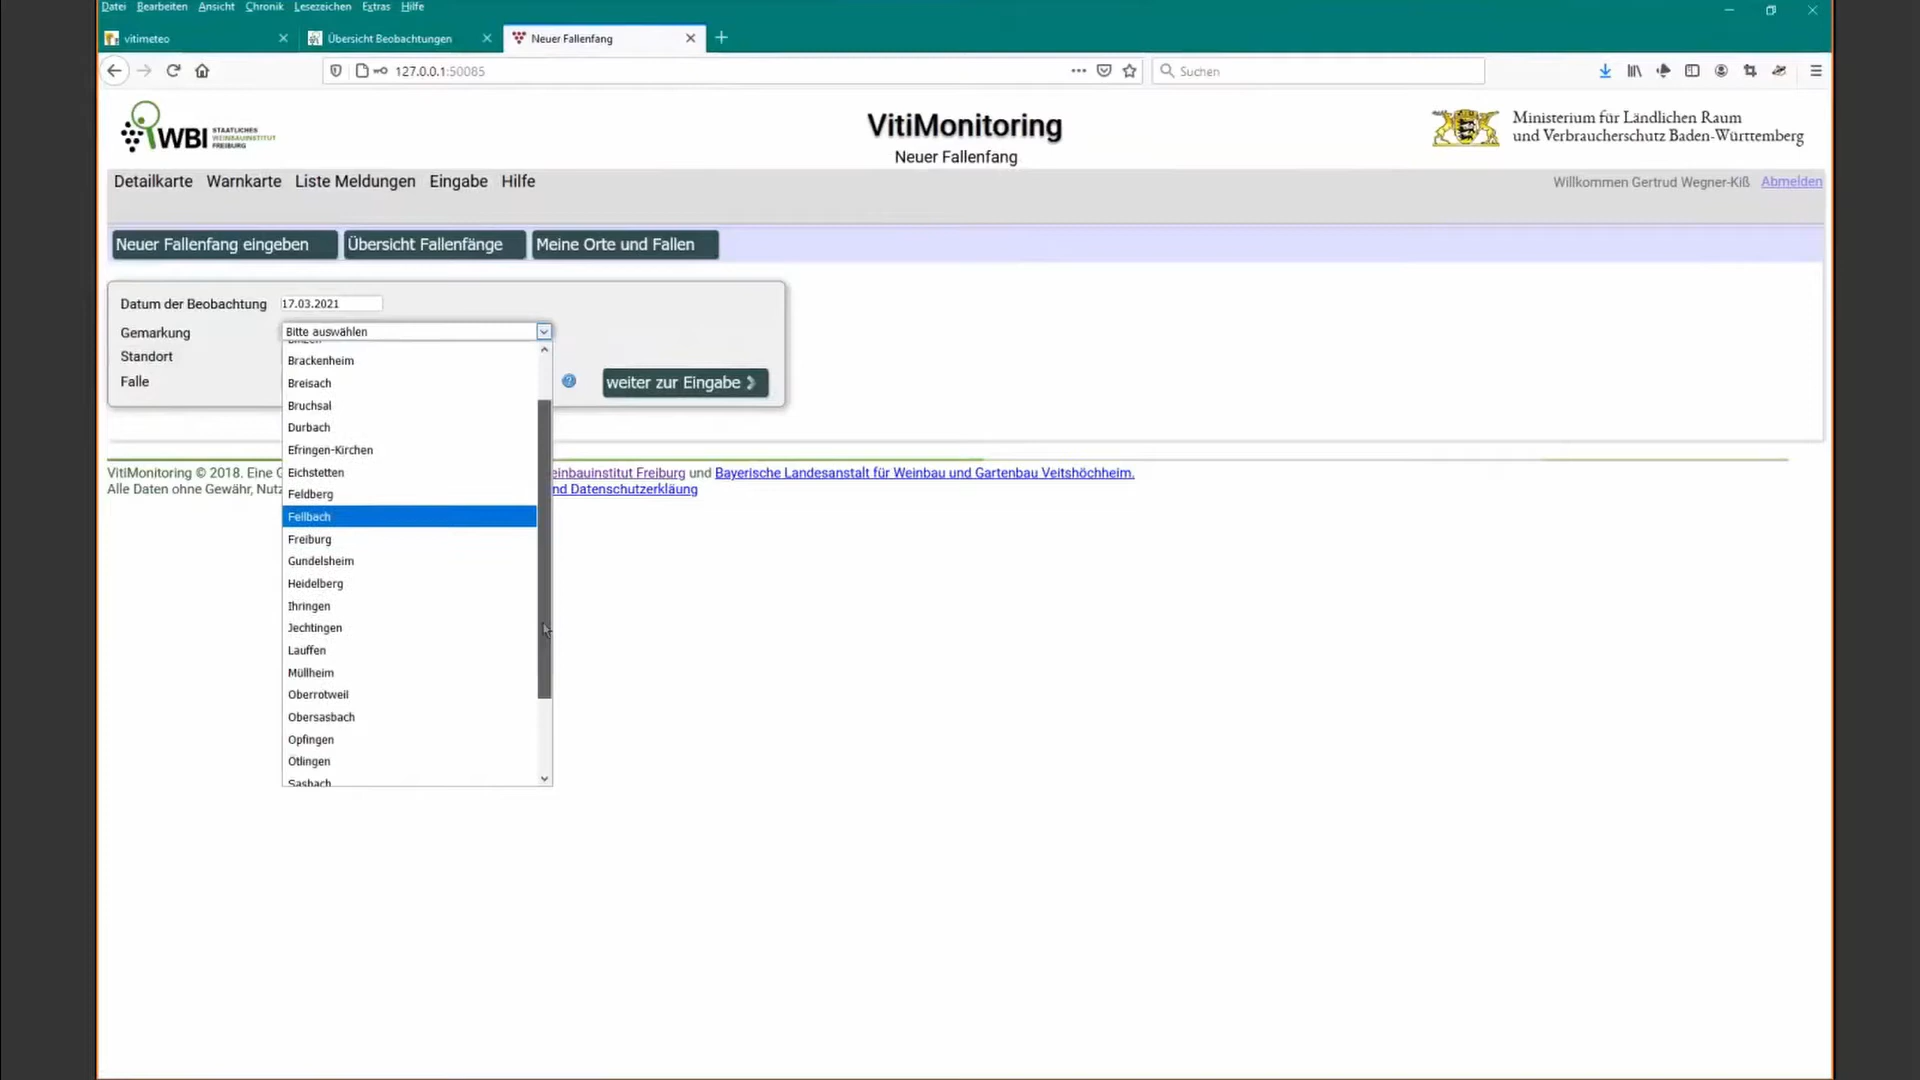 Datei Bearbeiten Ansicht Chronik Lesezeichen Extras Hilfe
vitimeteo Übersicht Beobachtungen Neuer Fallenfang
127.0.0.1:50085 Suchen
WBI STAATLICHES WEINBAUINSTITUT FREIBURG
VitiMonitoring
Neuer Fallenfang
Ministerium für Ländlichen Raum
und Verbraucherschutz Baden-Württemberg
Detailkarte Warnkarte Liste Meldungen Eingabe Hilfe
Willkommen Gertrud Wegner-Kiß Abmelden
Neuer Fallenfang eingeben Übersicht Fallenfänge Meine Orte und Fallen
Datum der Beobachtung 17.03.2021
Gemarkung Bitte auswählen
Standort
Falle
weiter zur Eingabe
Brackenheim
Breisach
Bruchsal
Durbach
Efringen-Kirchen
Eichstetten
Feldberg
Fellbach
Freiburg
Gundelsheim
Heidelberg
Ihringen
Jechtingen
Lauffen
Müllheim
Oberrotweil
Obersasbach
Opfingen
Ötlingen
Sasbach
VitiMonitoring © 2018. Eine einbauinstitut Freiburg und Bayerische Landesanstalt für Weinbau und Gartenbau Veitshöchheim.
Alle Daten ohne Gewähr, Nutz nd Datenschutzerkläung